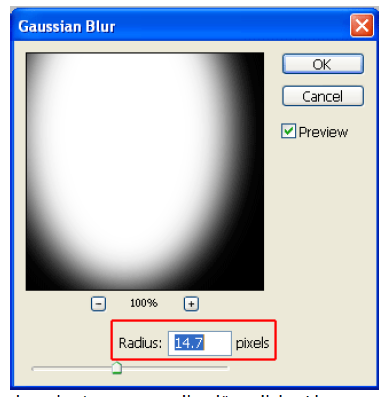 Gaussian Blur
OK
Cancel
Preview
100%
Radius: 14.7 pixels